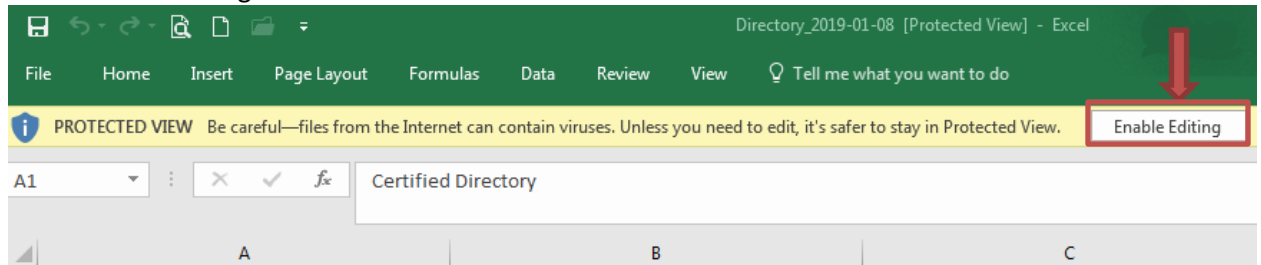 Directory_2019-01-08 [Protected View] - Excel
File Home Insert Page Layout Formulas Data Review View Tell me what you want to do
PROTECTED VIEW Be careful—files from the Internet can contain viruses. Unless you need to edit, it's safer to stay in Protected View. Enable Editing
A1 fx Certified Directory
A B C